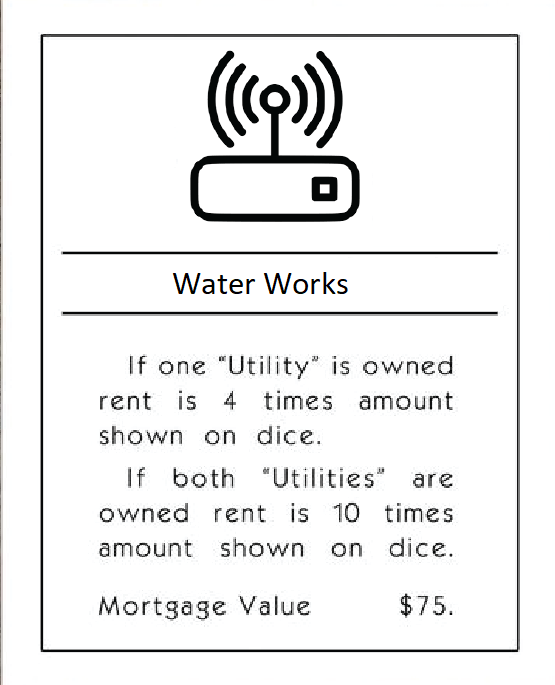 Water Works
If one “Utility” is owned
rent is 4 times amount
shown on dice.
If both “Utilities” are
owned rent is 10 times
amount shown on dice.
Mortgage Value $75.